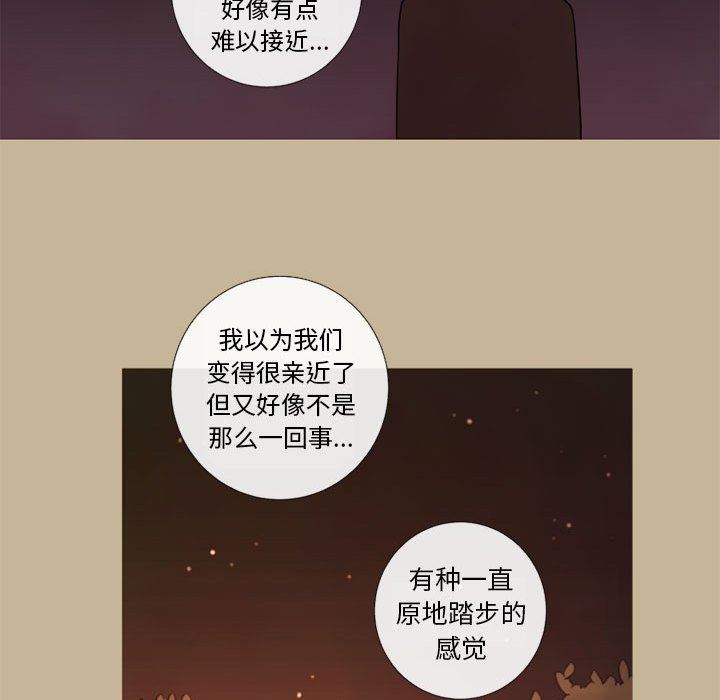 好像有点
难以接近...
我以为我们
变得很亲近了
但又好像不是
那么一回事...
有种一直
原地踏步的
感觉